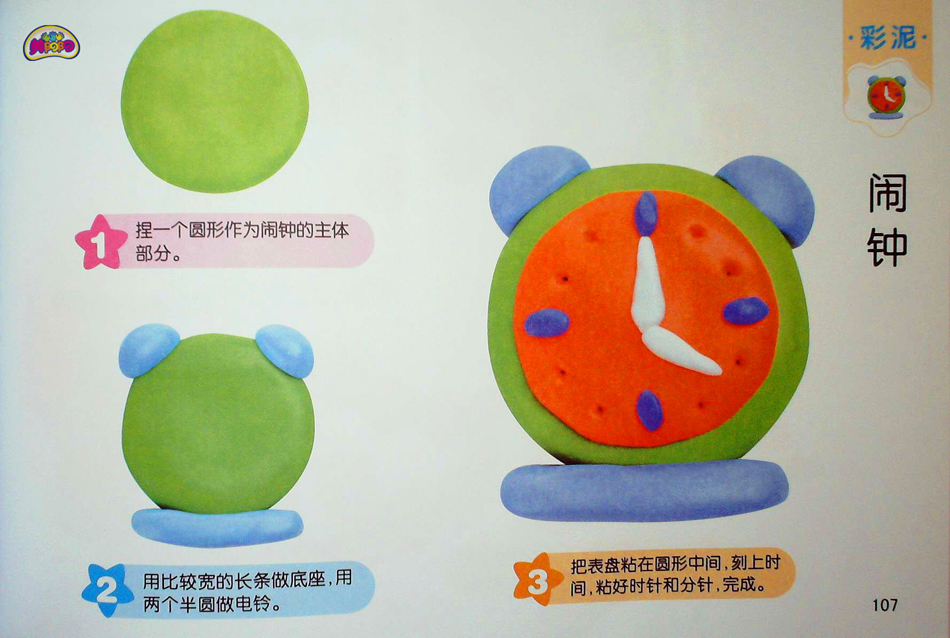 MPOPO
·彩泥·
闹钟
1
捏一个圆形作为闹钟的主体
部分。
2
用比较宽的长条做底座,用
两个半圆做电铃。
3
把表盘粘在圆形中间,刻上时
间,粘好时针和分针,完成。
107